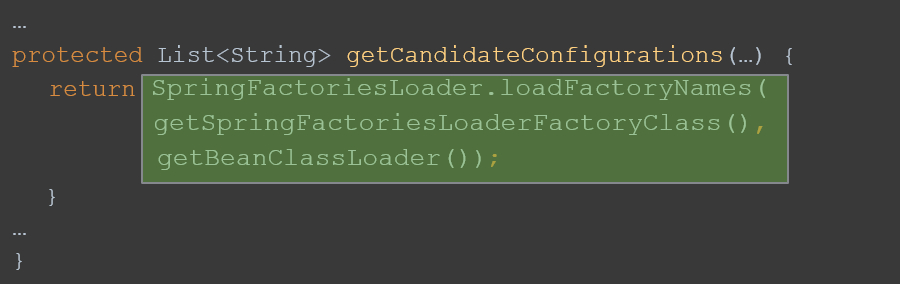 …
protected List<String> getCandidateConfigurations(…) {
return SpringFactoriesLoader.loadFactoryNames(
getSpringFactoriesLoaderFactoryClass(),
getBeanClassLoader());
}
…
}